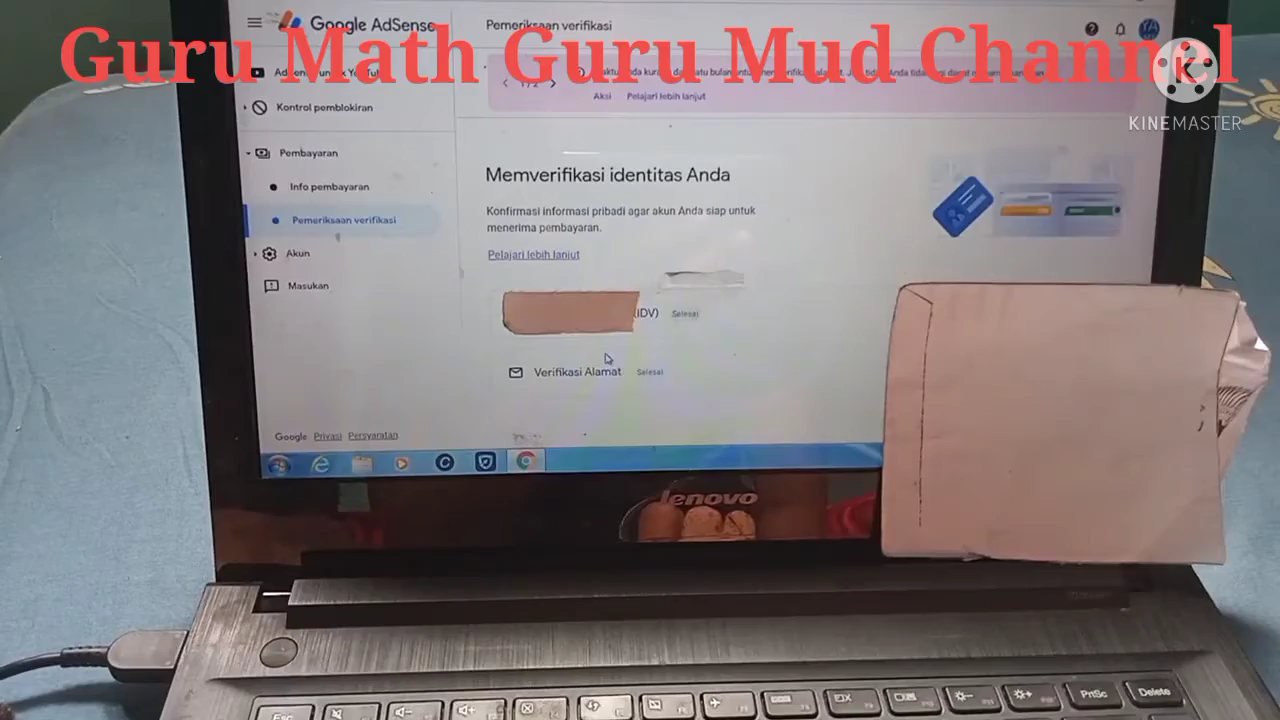 Google AdSense
Pemeriksaan verifikasi
Guru Math Guru Mud Channel
K
KINEMASTER
Kontrol pemblokiran
Aksi Pelajari lebih lanjut
Pembayaran
Info pembayaran
Pemeriksaan verifikasi
Akun
Masukan
Memverifikasi identitas Anda
Konfirmasi informasi pribadi agar akun Anda siap untuk
menerima pembayaran.
Pelajari lebih lanjut
(IDV) Selesai
Verifikasi Alamat Selesai
Google Privasi Persyaratan
lenovo
Esc
PrtSc
Delete